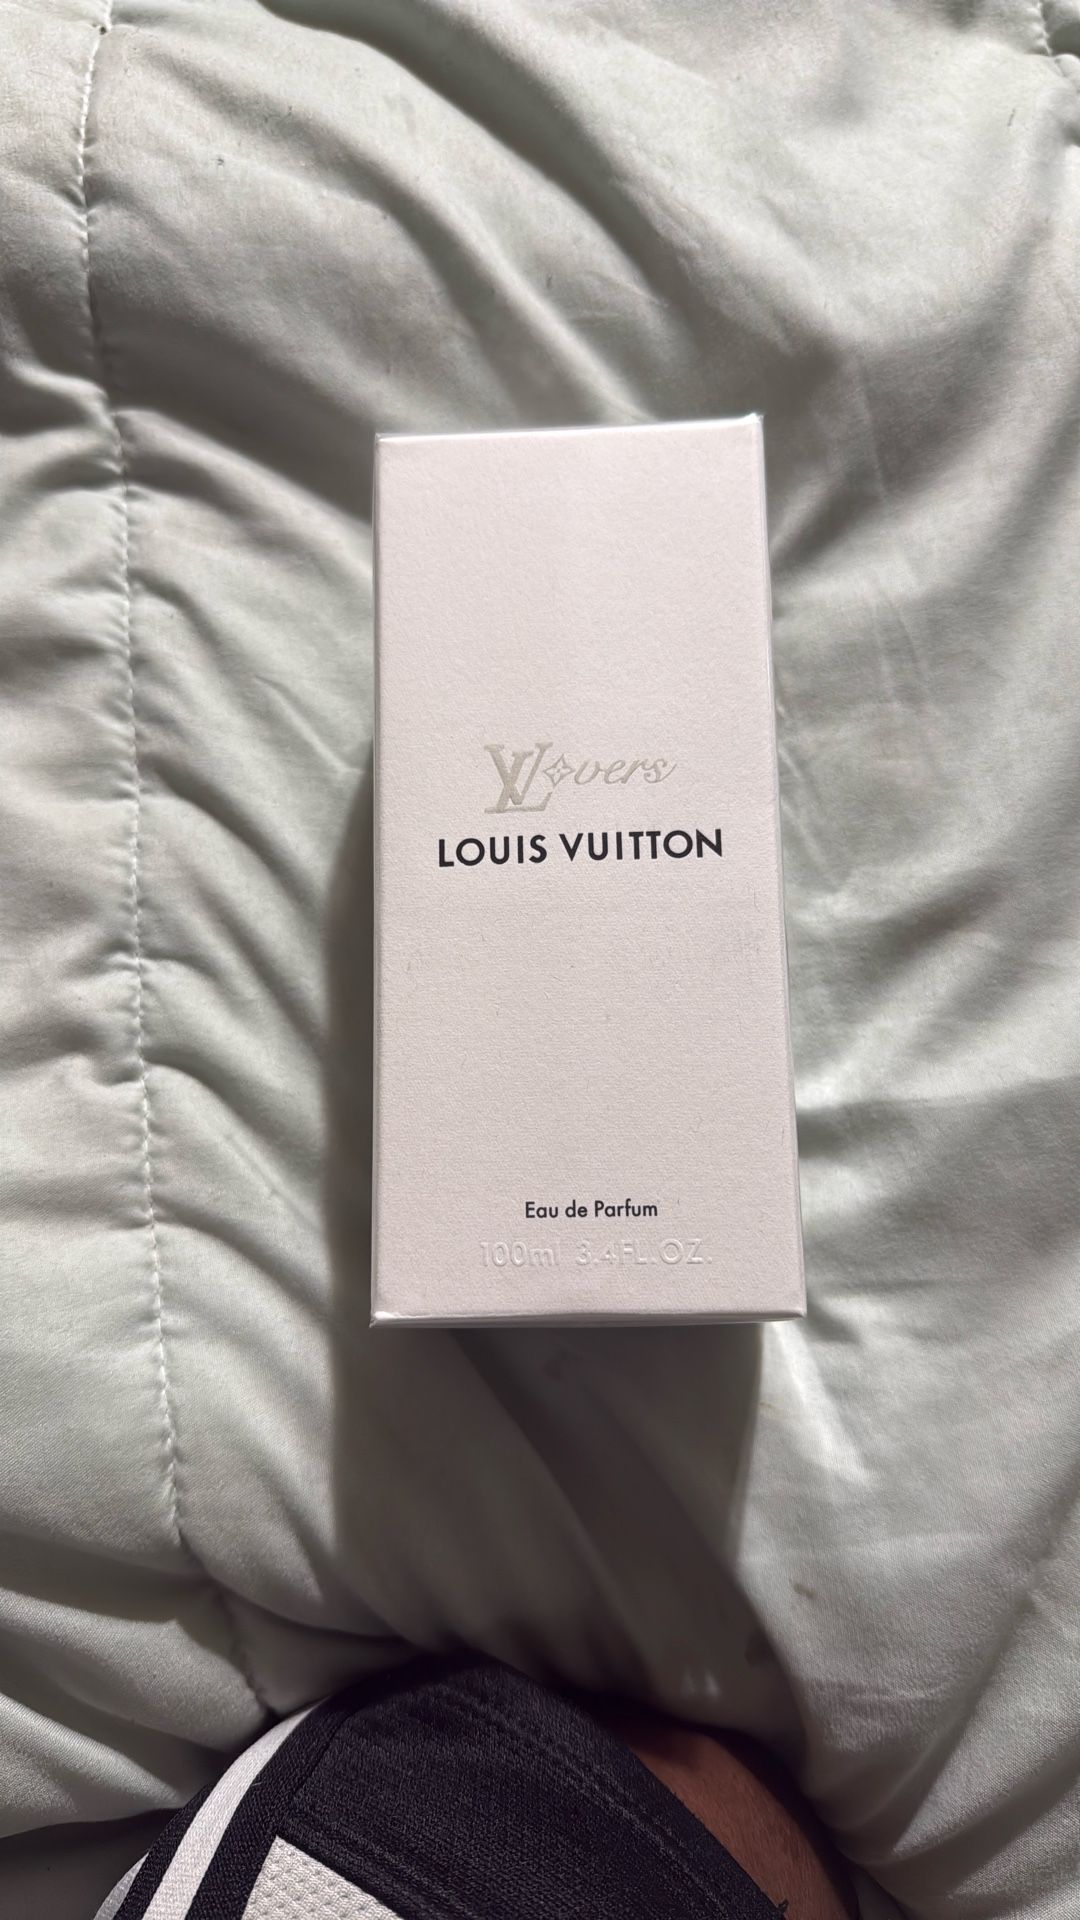 LVovers
LOUIS VUITTON
Eau de Parfum
100ml 3.4FL.OZ.